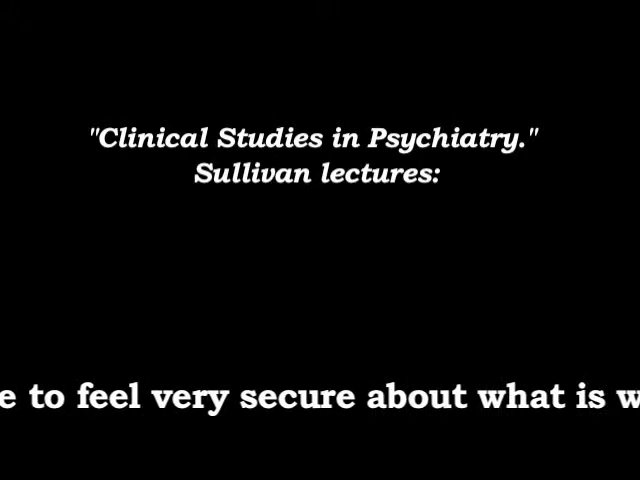 "Clinical Studies in Psychiatry."
Sullivan lectures:
e to feel very secure about what is w